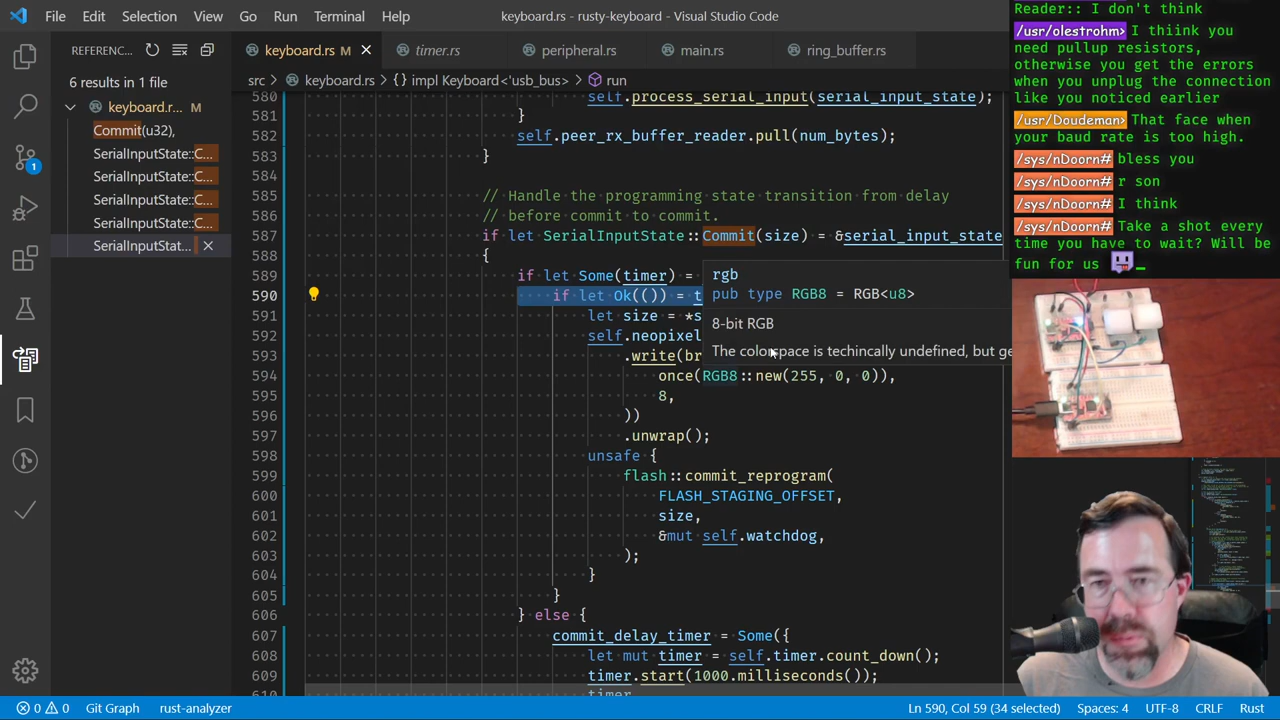 File Edit Selection View Go Run Terminal Help keyboard.rs - rusty-keyboard - Visual Studio Code
REFERENC...
6 results in 1 file
keyboard.r... M
Commit(u32),
SerialInputState::C...
SerialInputState::C...
SerialInputState::C...
SerialInputState::C...
SerialInputStat...
1
keyboard.rs M
timer.rs
peripheral.rs
main.rs
ring_buffer.rs
src > keyboard.rs > {} impl Keyboard<'usb_bus> > run
580 self.process_serial_input(serial_input_state);
581 }
582 self.peer_rx_buffer_reader.pull(num_bytes);
583 }
584
585 // Handle the programming state transition from delay
586 // before commit to commit.
587 if let SerialInputState::Commit(size) = &serial_input_state
588 {
589 if let Some(timer) =
590 if let Ok(()) = t
591 let size = *s
592 self.neopixel
593 .write(br
594 once(RGB8::new(255, 0, 0)),
595 8,
596 ))
597 .unwrap();
598 unsafe {
599 flash::commit_reprogram(
600 FLASH_STAGING_OFFSET,
601 size,
602 &mut self.watchdog,
603 );
604 }
605 }
606 } else {
607 commit_delay_timer = Some({
608 let mut timer = self.timer.count_down();
609 timer.start(1000.milliseconds());
610 timer
rgb
pub type RGB8 = RGB<u8>
8-bit RGB
The colorspace is techincally undefined, but ge
0 0 Git Graph rust-analyzer Ln 590, Col 59 (34 selected) Spaces: 4 UTF-8 CRLF Rust
Reader:: I don't think
/usr/olestrohm> I thiink you
need pullup resistors,
otherwise you get the errors
when you unplug the connection
like you noticed earlier
/usr/Doudeman> That face when
your baud rate is too high.
/sys/nDoorn# bless you
/sys/nDoorn# r son
/sys/nDoorn# I think
/sys/nDoorn# Take a shot every
time you have to wait? Will be
fun for us